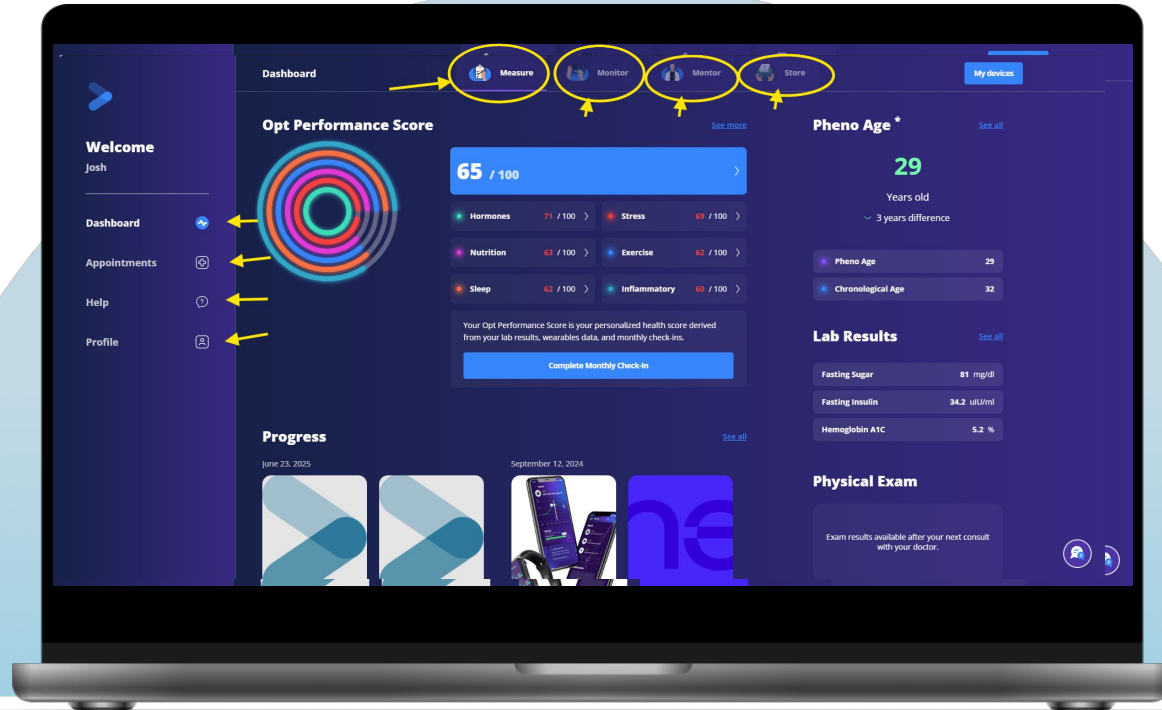 Dashboard
Measure
Monitor
Mentor
Store
My devices
Welcome
Josh
Dashboard
Appointments
Help
Profile
Opt Performance Score
See more
65 / 100
Hormones 71 / 100
Stress 69 / 100
Nutrition 63 / 100
Exercise 62 / 100
Sleep 62 / 100
Inflammatory 60 / 100
Your Opt Performance Score is your personalized health score derived
from your lab results, wearables data, and monthly check-ins.
Complete Monthly Check-In
Progress
See all
June 23, 2025
September 12, 2024
ne
Pheno Age *
See all
29
Years old
3 years difference
Pheno Age 29
Chronological Age 32
Lab Results
See all
Fasting Sugar 81 mg/dl
Fasting Insulin 34.2 uIU/ml
Hemoglobin A1C 5.2 %
Physical Exam
Exam results available after your next consult
with your doctor.